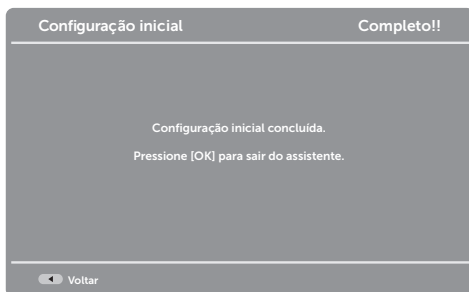 Configuração inicial
Completo!!
Configuração inicial concluída.
Pressione [OK] para sair do assistente.
Voltar